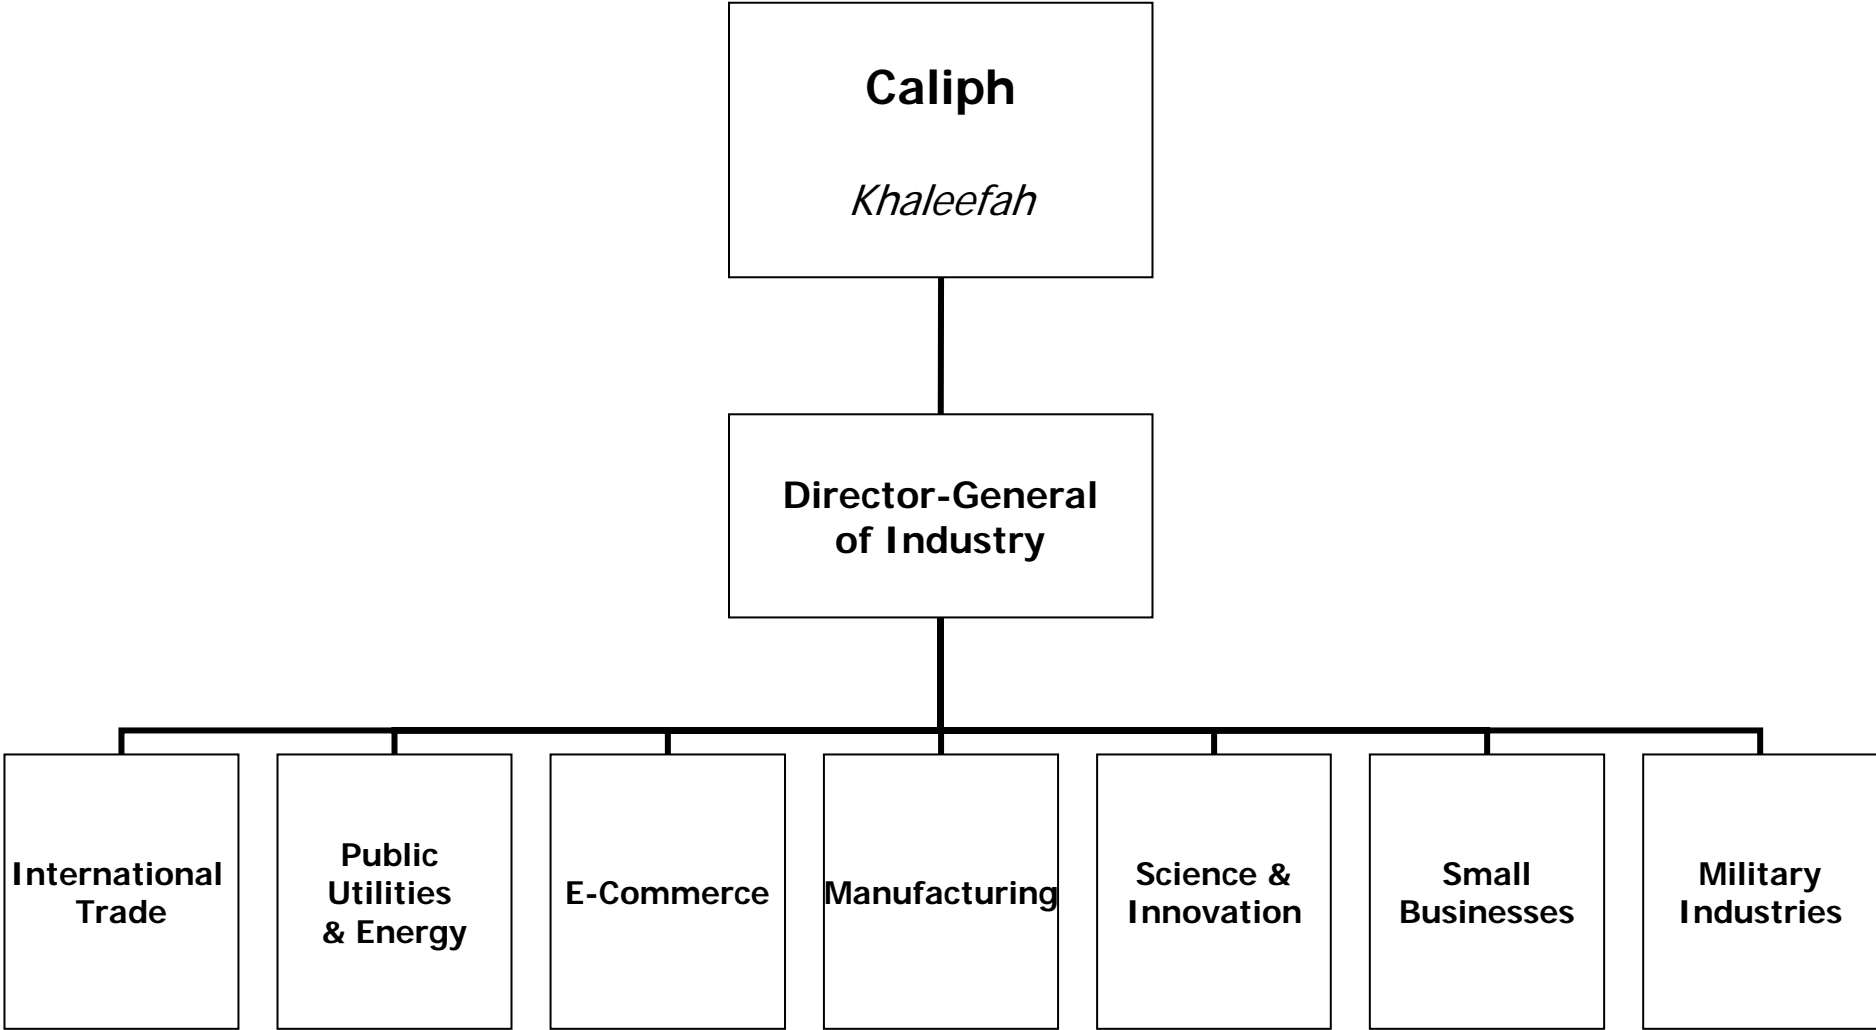 Caliph
Khaleefah
Director-General
of Industry
International
Trade
Public
Utilities
& Energy
E-Commerce
Manufacturing
Science &
Innovation
Small
Businesses
Military
Industries